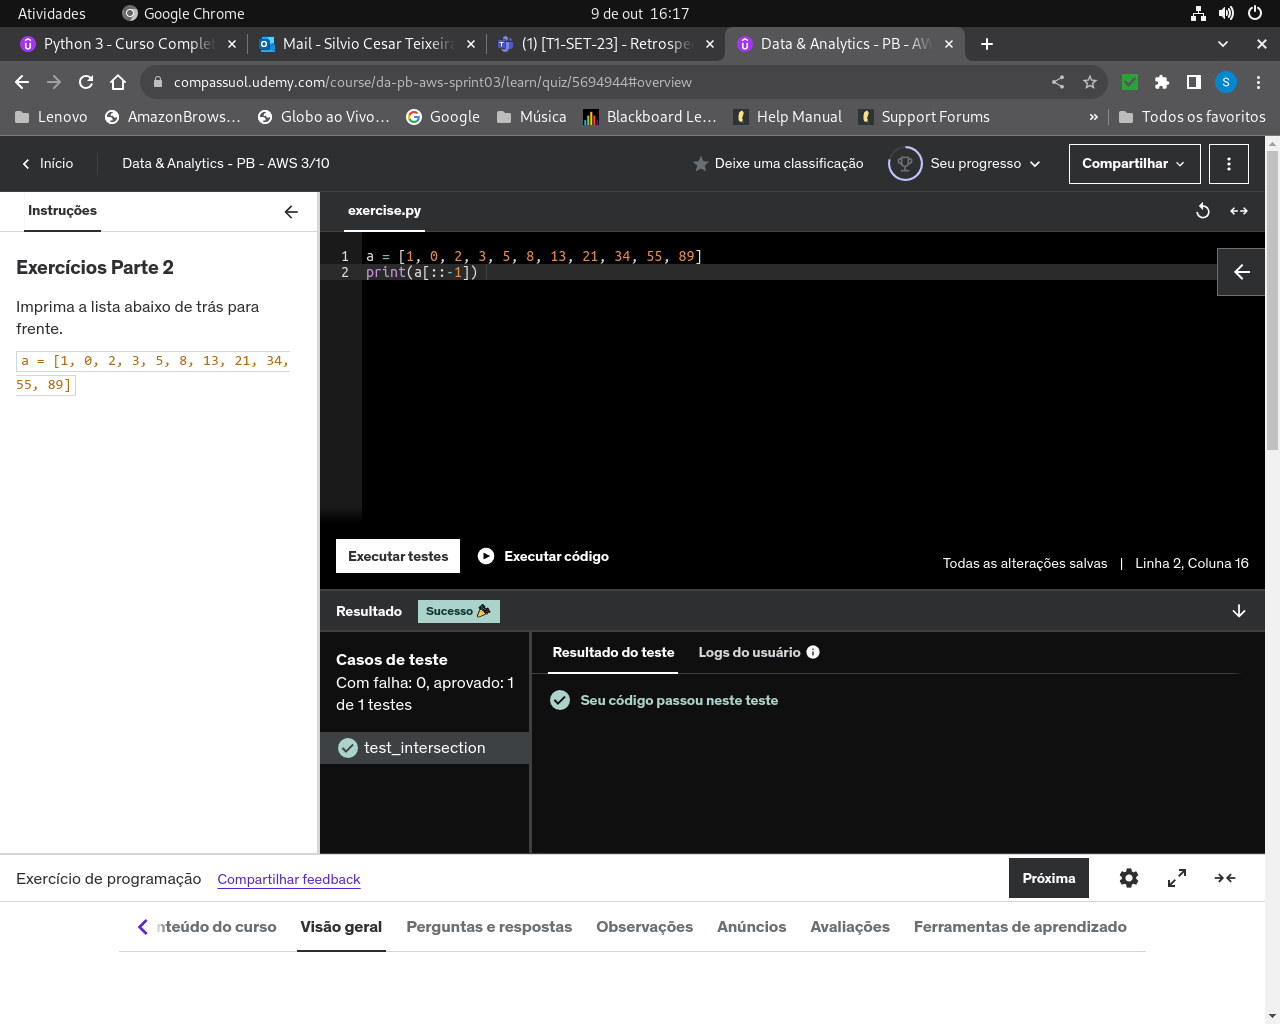 Atividades
Google Chrome
9 de out 16:17
Python 3 - Curso Complet
Mail - Silvio Cesar Teixeira
(1) [T1-SET-23] - Retrospe
Data & Analytics - PB - AW
compassuol.udemy.com/course/da-pb-aws-sprint03/learn/quiz/5694944#overview
S
Lenovo
AmazonBrows...
Globo ao Vivo...
Google
Música
Blackboard Le...
Help Manual
Support Forums
»
Todos os favoritos
Início
Data & Analytics - PB - AWS 3/10
Deixe uma classificação
Seu progresso
Compartilhar
Instruções
exercise.py
Exercícios Parte 2
Imprima a lista abaixo de trás para
frente.
a = [1, 0, 2, 3, 5, 8, 13, 21, 34,
55, 89]
1 a = [1, 0, 2, 3, 5, 8, 13, 21, 34, 55, 89]
2 print(a[::-1])
Executar testes
Executar código
Todas as alterações salvas | Linha 2, Coluna 16
Resultado
Sucesso
Casos de teste
Com falha: 0, aprovado: 1
de 1 testes
test_intersection
Resultado do teste
Logs do usuário
Seu código passou neste teste
Exercício de programação
Compartilhar feedback
Próxima
nteúdo do curso
Visão geral
Perguntas e respostas
Observações
Anúncios
Avaliações
Ferramentas de aprendizado